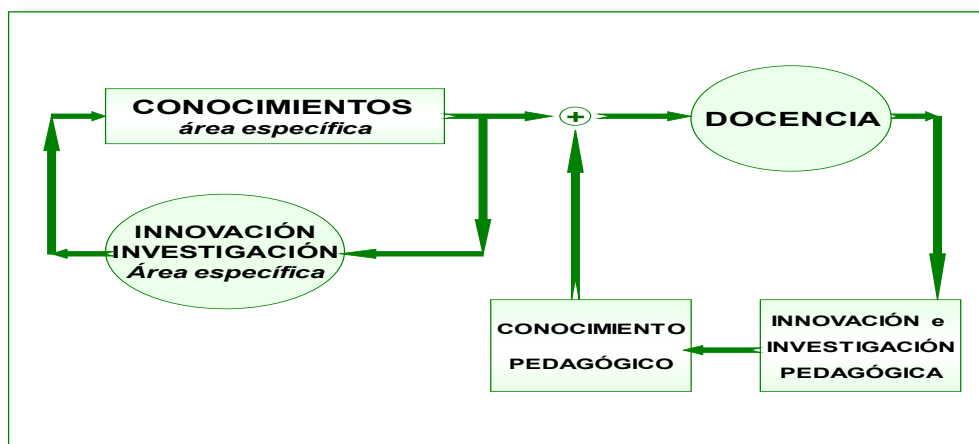 CONOCIMIENTOS
área específica
+
DOCENCIA
INNOVACIÓN
INVESTIGACIÓN
Área específica
CONOCIMIENTO
PEDAGÓGICO
INNOVACIÓN e
INVESTIGACIÓN
PEDAGÓGICA